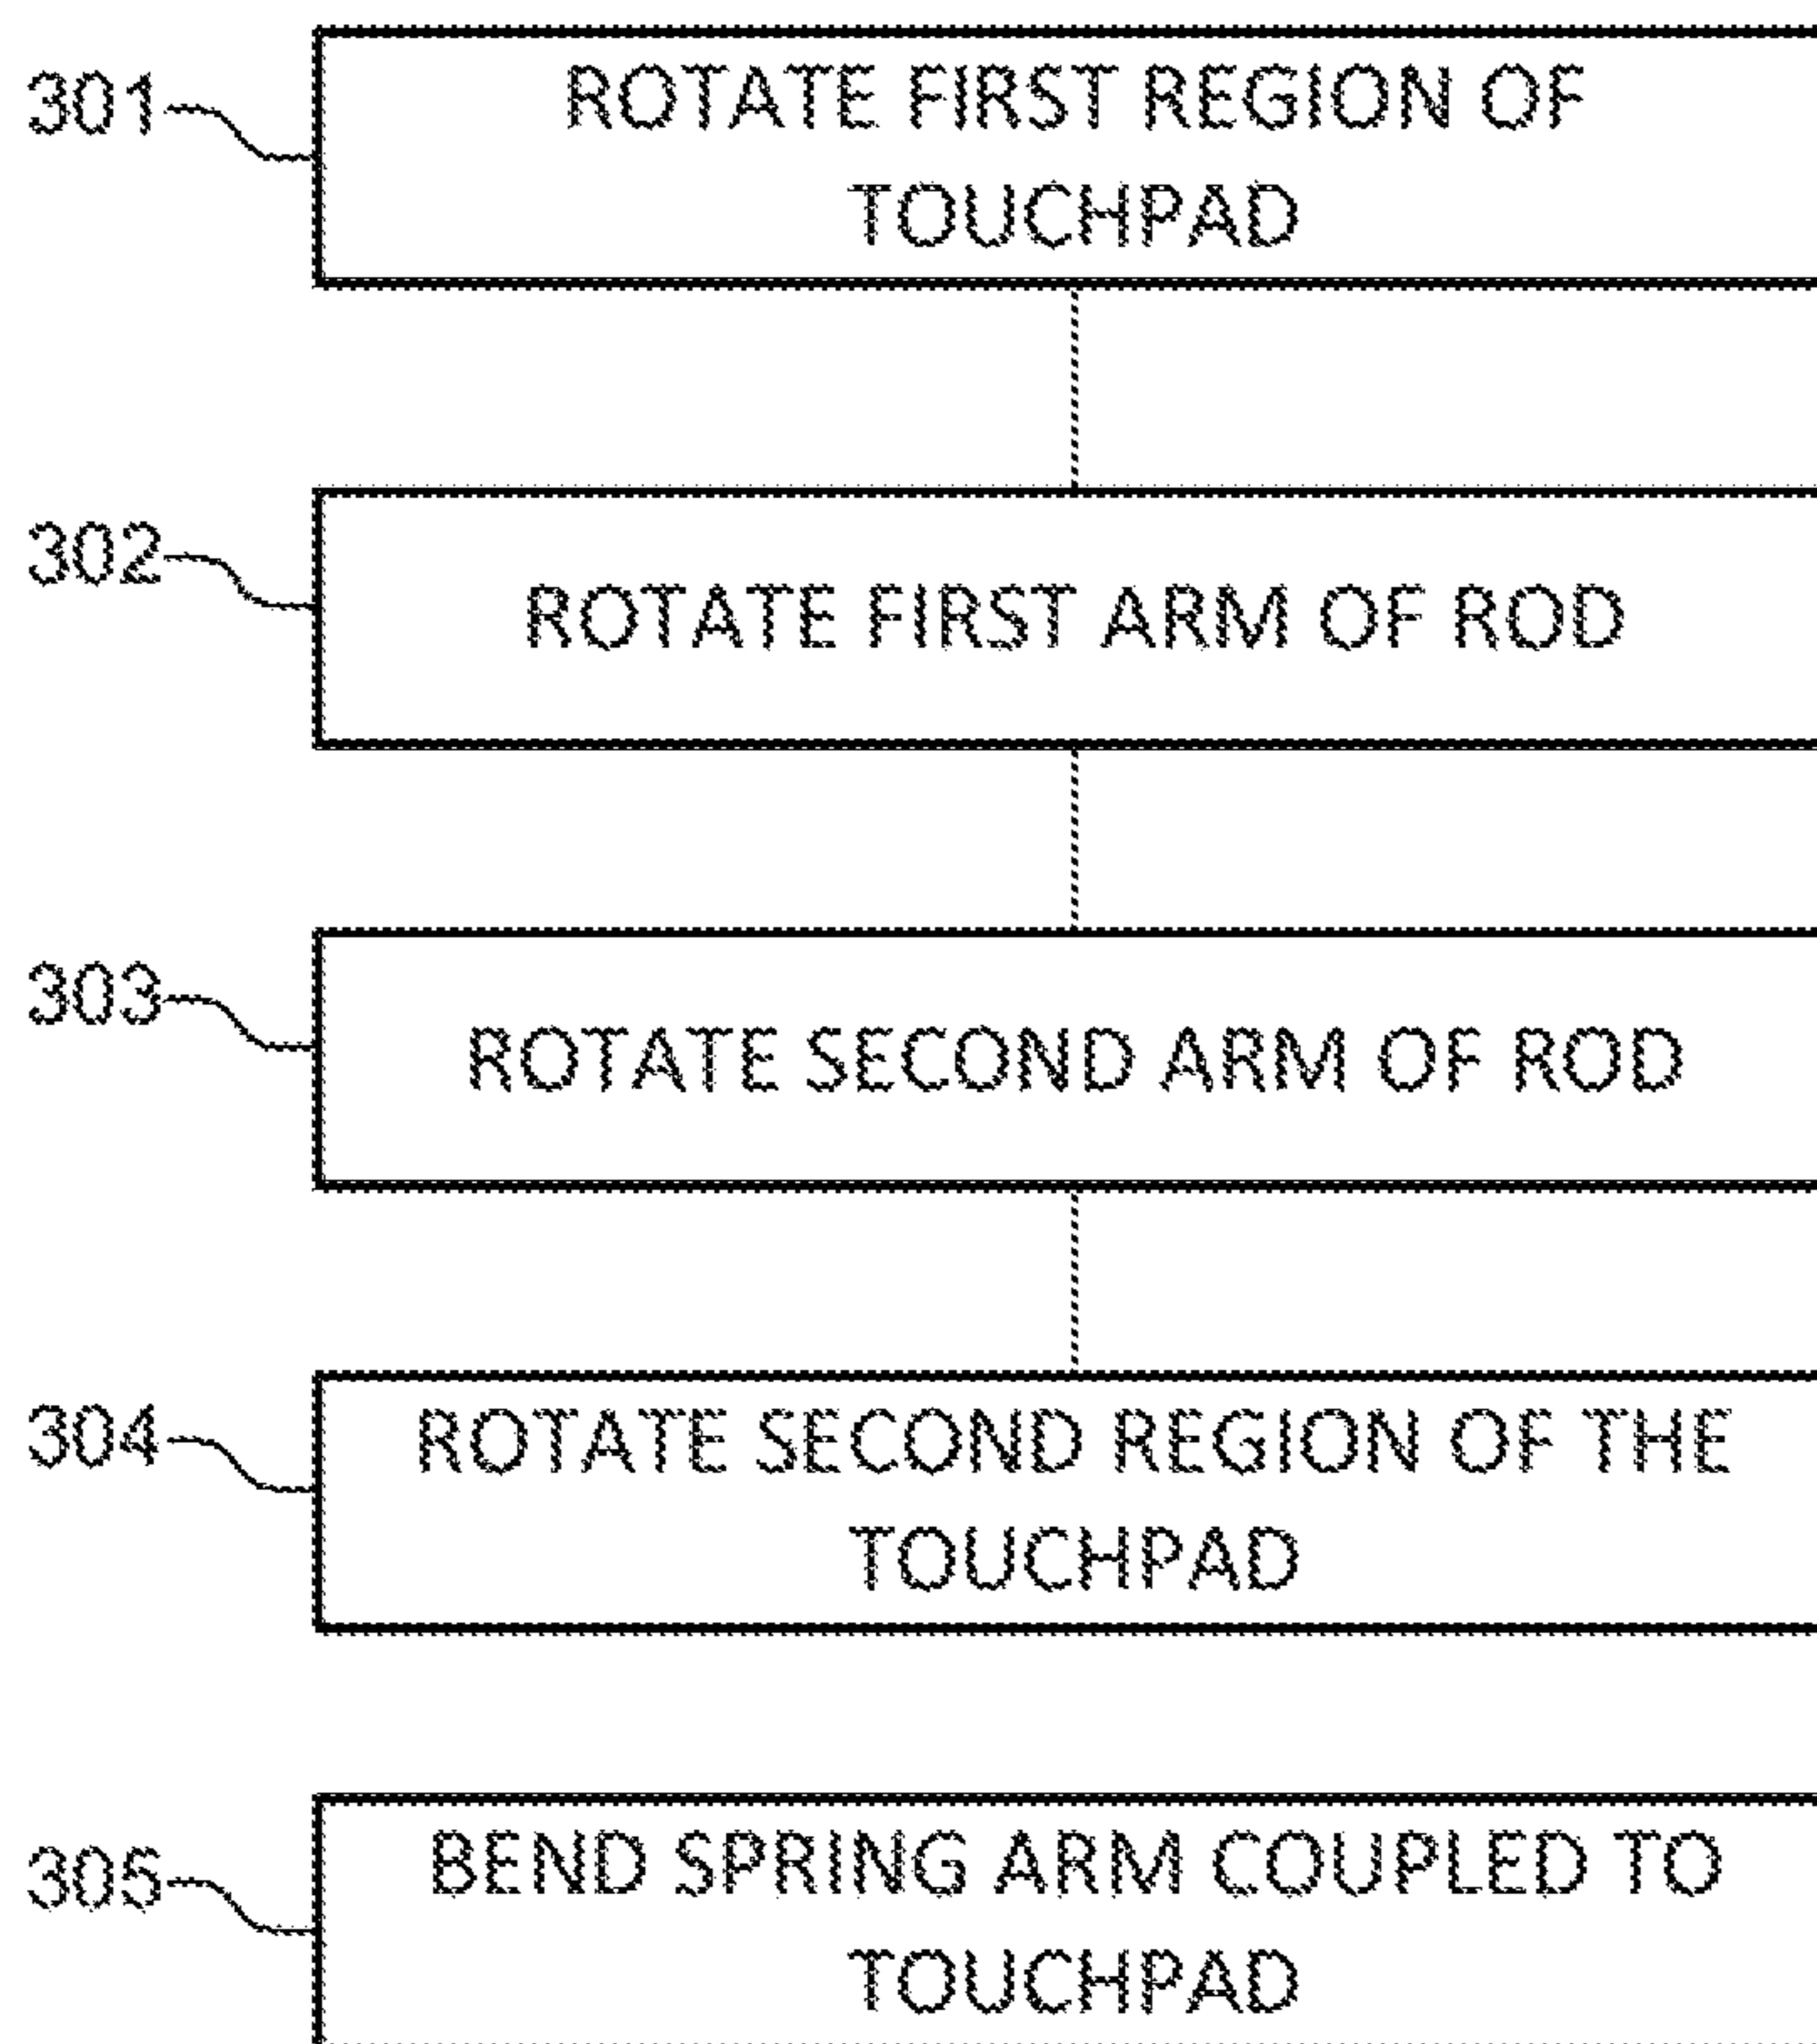 301
ROTATE FIRST REGION OF
TOUCHPAD
302
ROTATE FIRST ARM OF ROD
303
ROTATE SECOND ARM OF ROD
304
ROTATE SECOND REGION OF THE
TOUCHPAD
305
BEND SPRING ARM COUPLED TO
TOUCHPAD